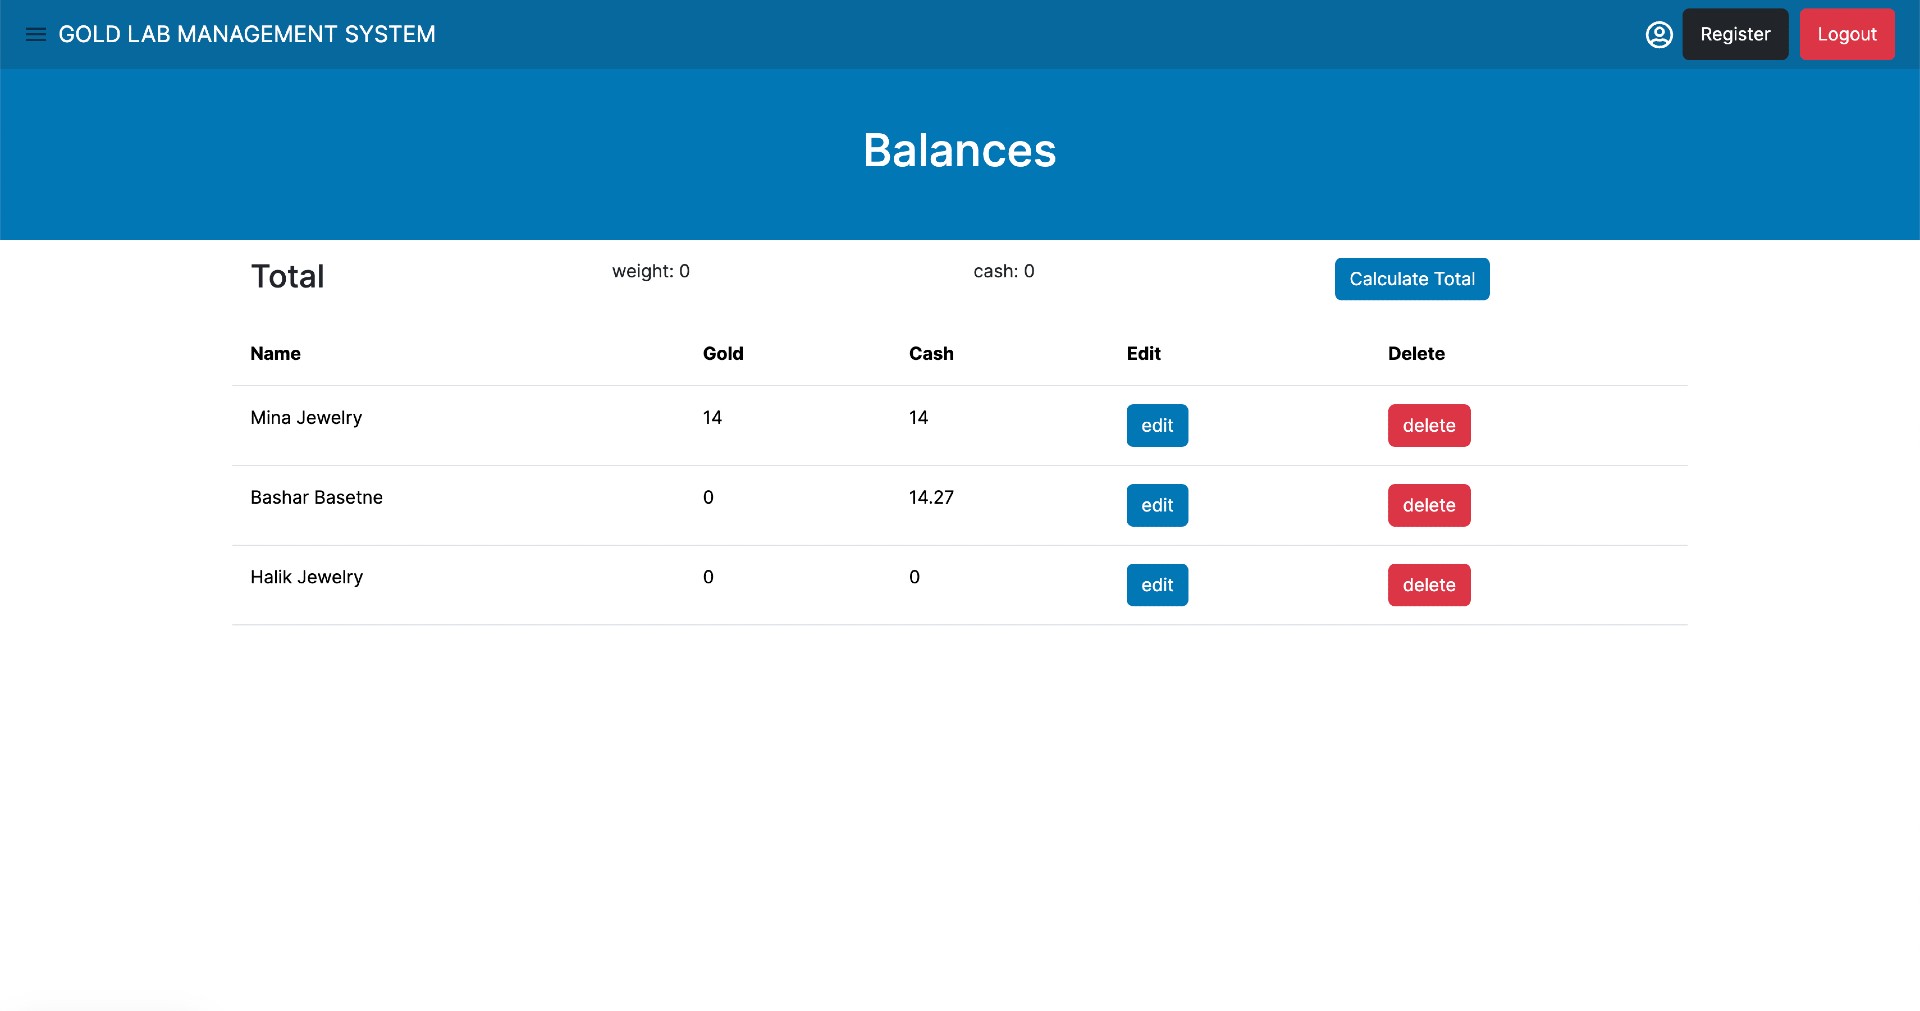 GOLD LAB MANAGEMENT SYSTEM Register Logout
Balances
Total weight: 0 cash: 0 Calculate Total
Name Gold Cash Edit Delete
Mina Jewelry 14 14 edit delete
Bashar Basetne 0 14.27 edit delete
Halik Jewelry 0 0 edit delete